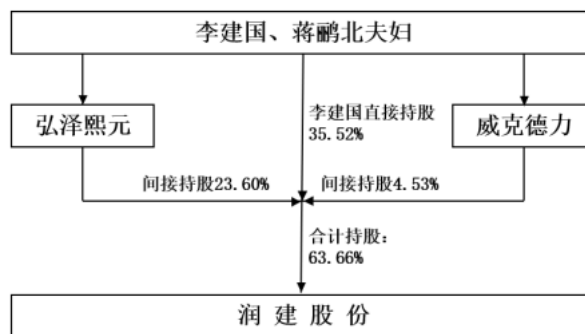 李建国、蒋鹂北夫妇
弘泽熙元
李建国直接持股
35.52%
威克德力
间接持股23.60%
间接持股4.53%
合计持股：
63.66%
润建股份